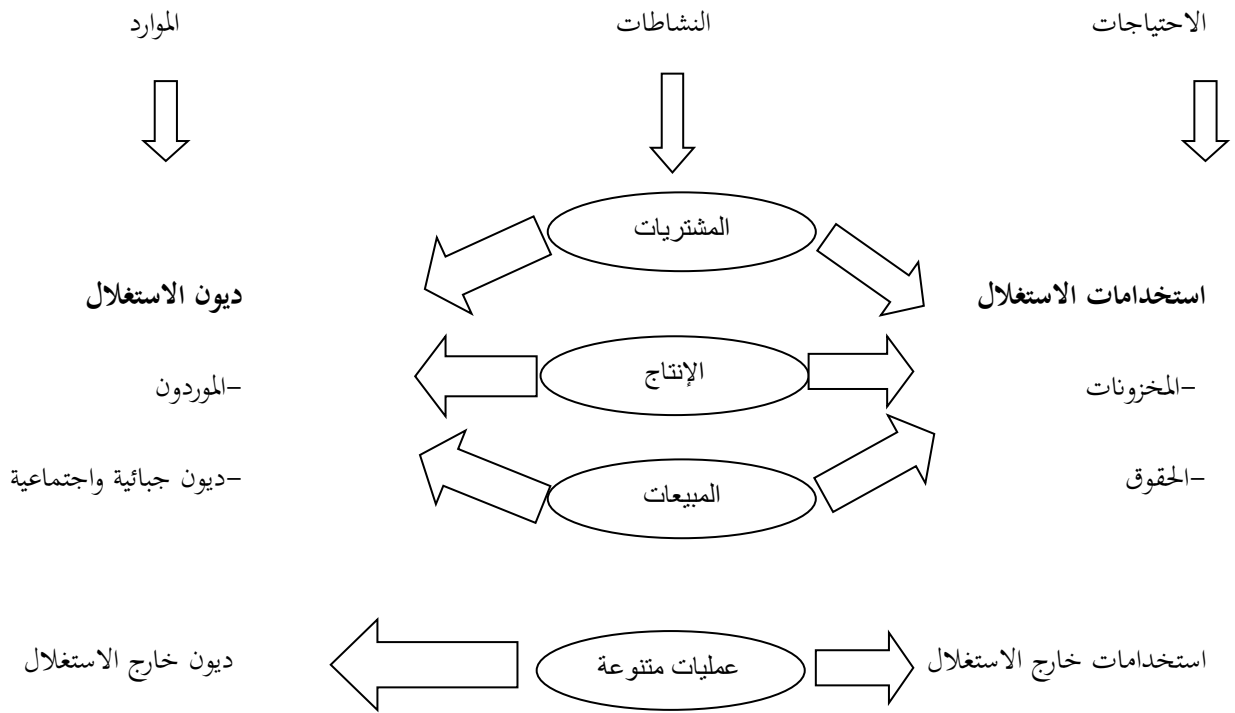 الاحتياجات
النشاطات
الموارد
المشتريات
استخدامات الاستغلال
ديون الاستغلال
الإنتاج
-المخزونات
-الموردون
-الحقوق
المبيعات
-ديون جبائية واجتماعية
استخدامات خارج الاستغلال
عمليات متنوعة
ديون خارج الاستغلال